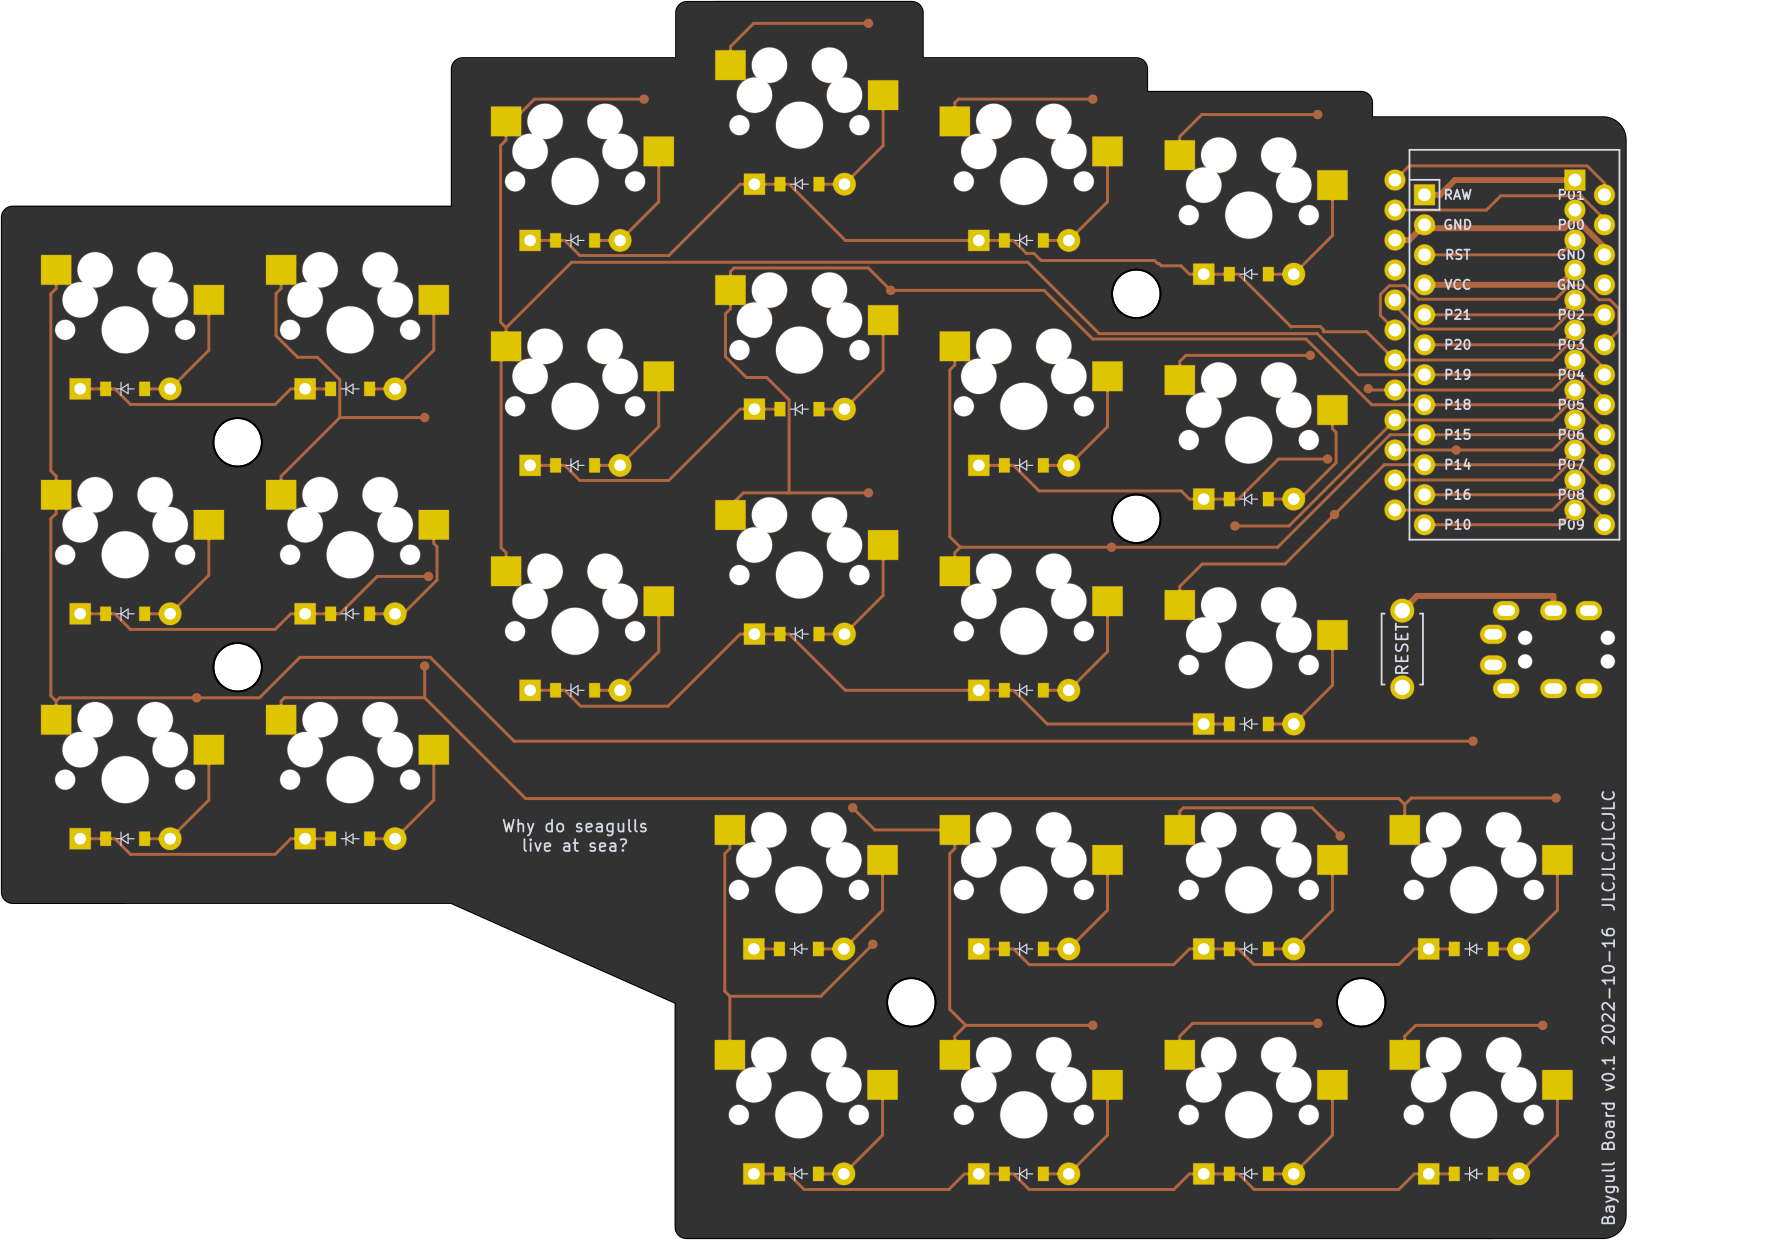 RAW P01
GND P00
RST GND
VCC GND
P21 P02
P20 P03
P19 P04
P18 P05
P15 P06
P14 P07
P16 P08
P10 P09
RESET
Why do seagulls
live at sea?
Baygull Board v0.1 2022-10-16 JLCJLCJLCJLC